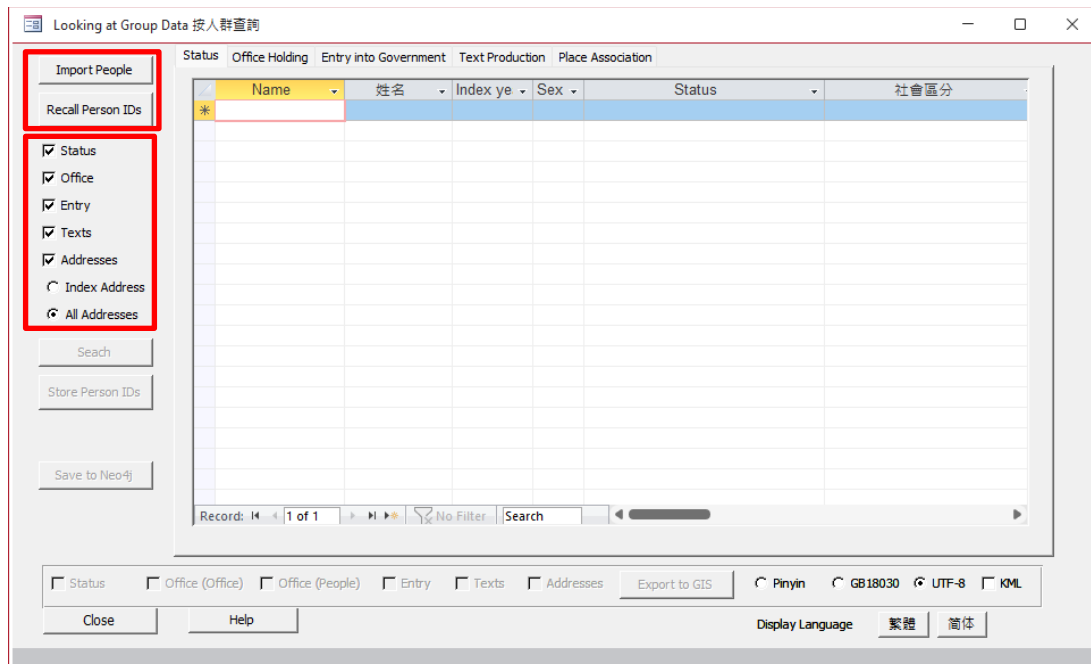 Looking at Group Data 按人群查詢
Import People
Recall Person IDs
Status
Office
Entry
Texts
Addresses
Index Address
All Addresses
Seach
Store Person IDs
Save to Neo4j
Status Office Holding Entry into Government Text Production Place Association
Name 姓名 Index ye Sex Status 社會區分
Record: 1 of 1 No Filter Search
Status Office (Office) Office (People) Entry Texts Addresses Export to GIS Pinyin GB18030 UTF-8 KML
Close Help Display Language 繁體 简体